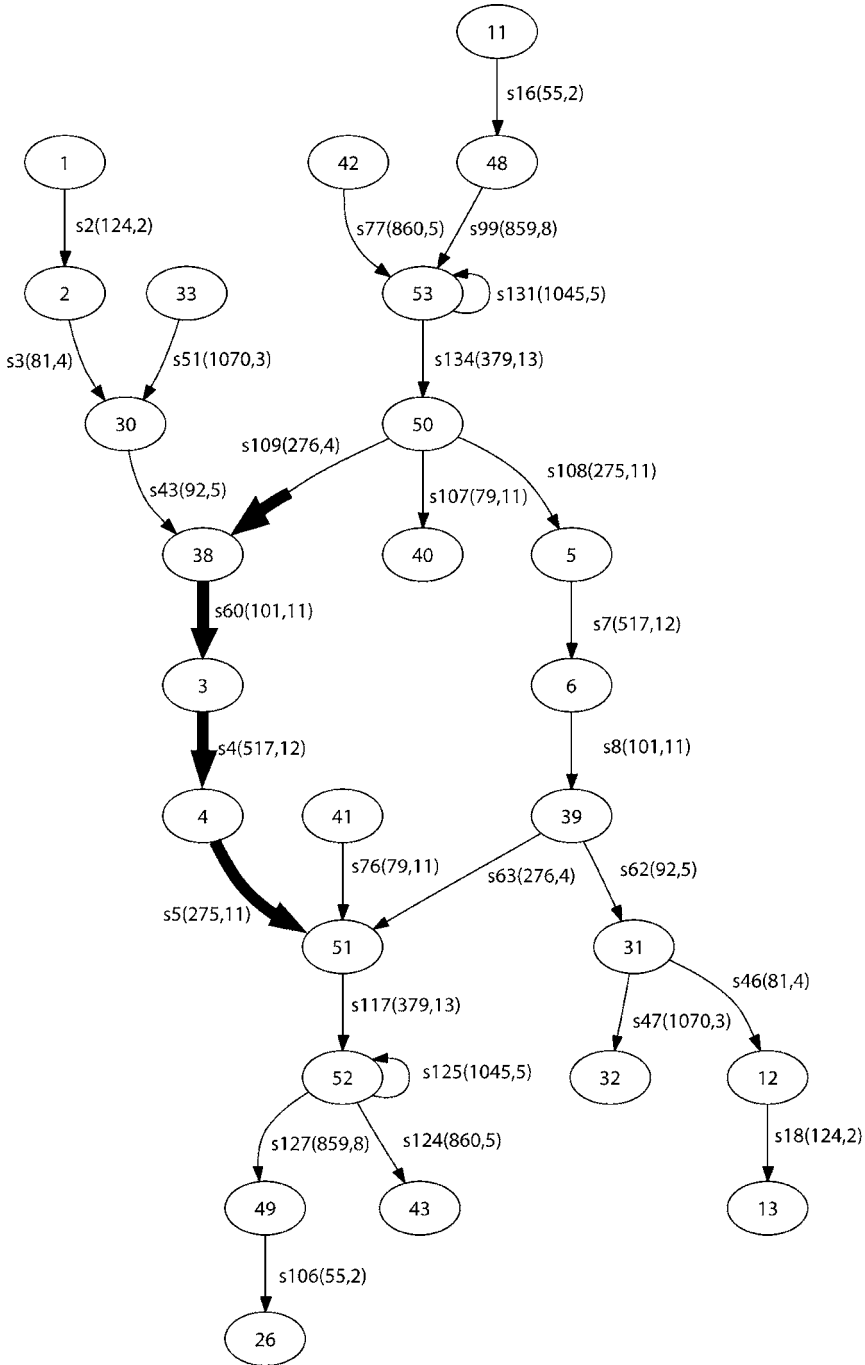 11
s16(55,2)
1
42
48
s2(124,2)
s77(860,5)
s99(859,8)
2
33
53
s131(1045,5)
s3(81,4)
s51(1070,3)
s134(379,13)
30
50
s109(276,4)
s43(92,5)
s107(79,11)
s108(275,11)
38
40
5
s60(101,11)
s7(517,12)
3
6
s4(517,12)
s8(101,11)
4
41
39
s76(79,11)
s63(276,4)
s62(92,5)
s5(275,11)
51
31
s117(379,13)
s47(1070,3)
s46(81,4)
52
s125(1045,5)
32
12
s127(859,8)
s124(860,5)
s18(124,2)
49
43
13
s106(55,2)
26